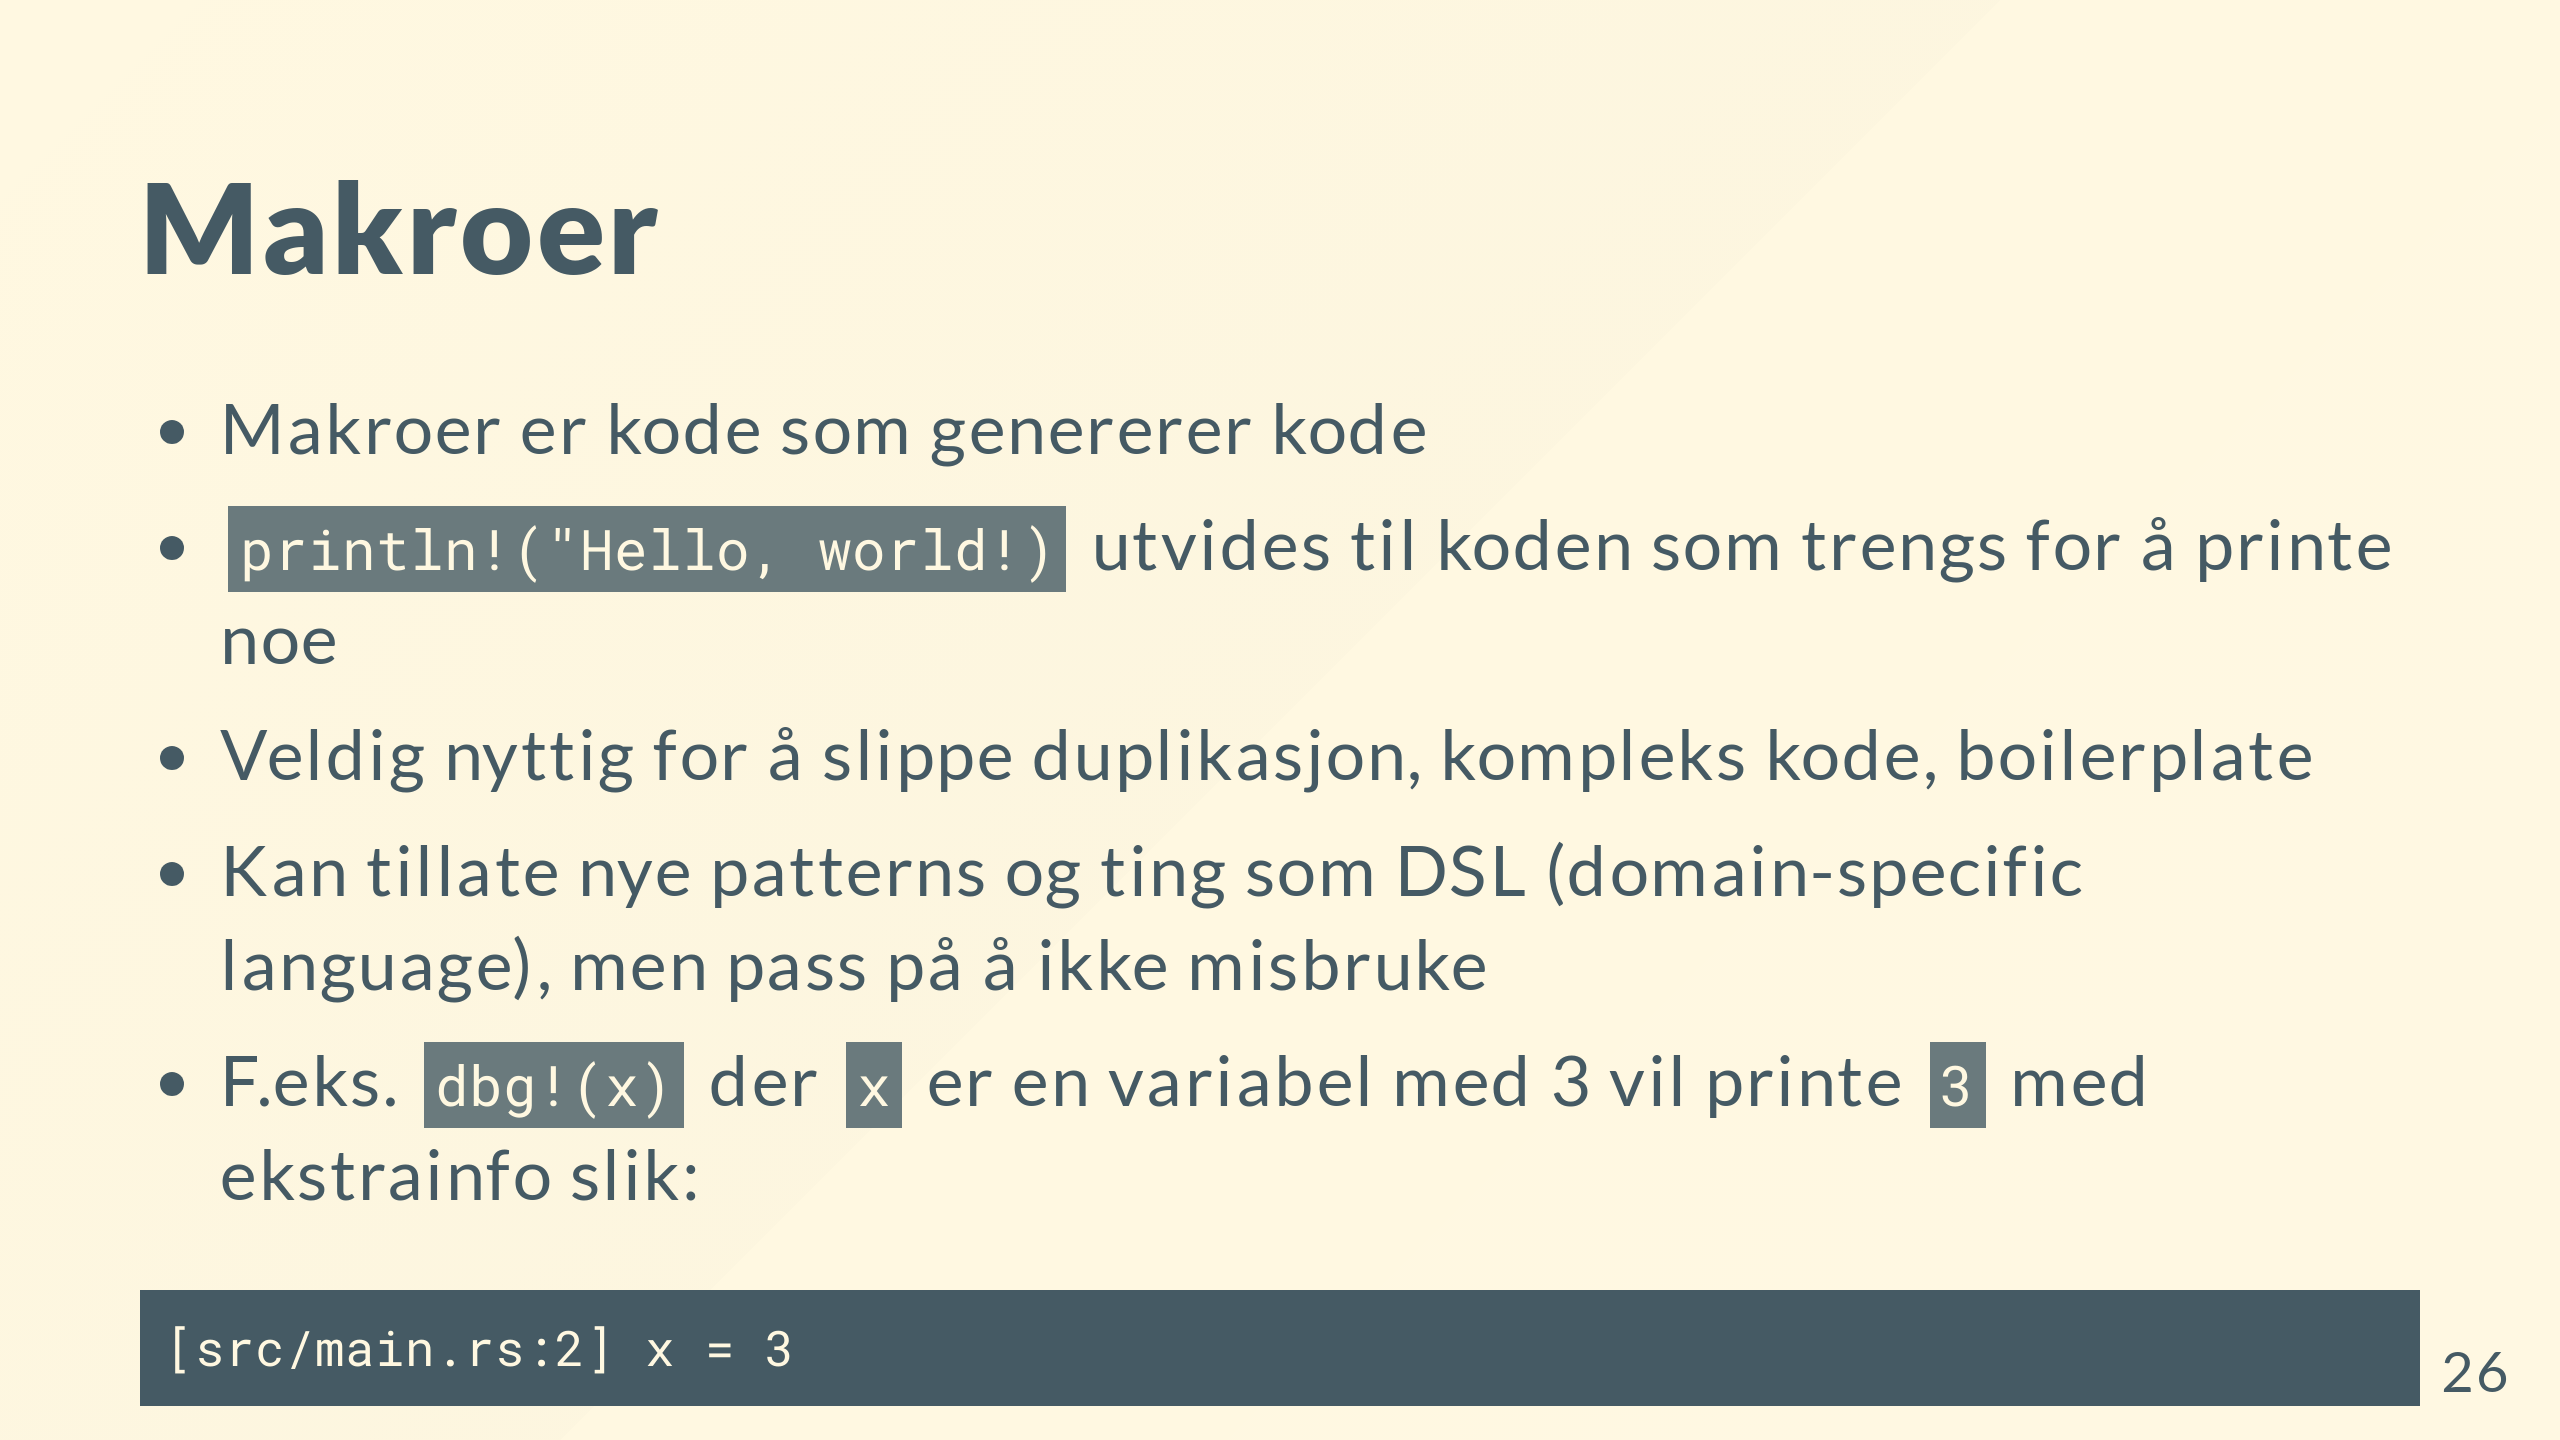 Makroer
• Makroer er kode som genererer kode
• println!("Hello, world!) utvides til koden som trengs for å printe
noe
• Veldig nyttig for å slippe duplikasjon, kompleks kode, boilerplate
• Kan tillate nye patterns og ting som DSL (domain-specific
language), men pass på å ikke misbruke
• F.eks. dbg!(x) der x er en variabel med 3 vil printe 3 med
ekstrainfo slik:
[src/main.rs:2] x = 3
26